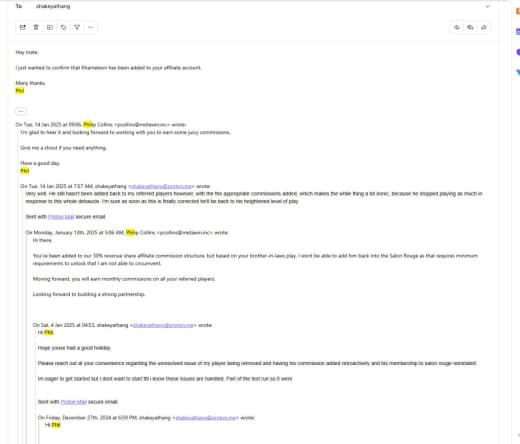 To shakeyathang
Hey mate,
I just wanted to confirm that Khameleon has been added to your affiliate account.
Many thanks,
Phil
On Tue, 14 Jan 2025 at 09:06, Philip Collins <pcollins@metawin.inc> wrote:
I'm glad to hear it and looking forward to working with you to earn some juicy commissions.
Give me a shout if you need anything.
Have a good day.
Phil
On Tue, 14 Jan 2025 at 7:57 AM, shakeyathang <shakeyathang@proton.me> wrote:
Very well. He still hasn't been added back to my referred players however, with the the appropriate commissions added, which makes the while thing a bit ironic, because he stopped playing as much in
response to this whole debaucle. I'm sure as soon as this is finally corrected he'll be back to his heightened level of play
Sent with Proton Mail secure email.
On Monday, January 13th, 2025 at 5:06 AM, Philip Collins <pcollins@metawin.inc> wrote:
Hi there,
You've been added to our 30% revenue share affiliate commission structure, but based on your brother-in-laws play, I wont be able to add him back into the Salon Rouge as that requires minimum
requirements to unlock that I am not able to circumvent.
Moving forward, you will earn monthly commissions on all your referred players.
Looking forward to building a strong partnership.
On Sat, 4 Jan 2025 at 04:53, shakeyathang <shakeyathang@proton.me> wrote:
Hi Phil,
Hope youve had a good holiday
Please reach out at your convenience regarding the unresolved issue of my player being removed and having his commission added retroactively and his membership to salon rouge reinstated.
Im eager to get started but I dont want to start till I know these issues are handled. Part of the test run so it were
Sent with Proton Mail secure email.
On Friday, December 27th, 2024 at 6:59 PM, shakeyathang <shakeyathang@proton.me> wrote:
Hi Phil